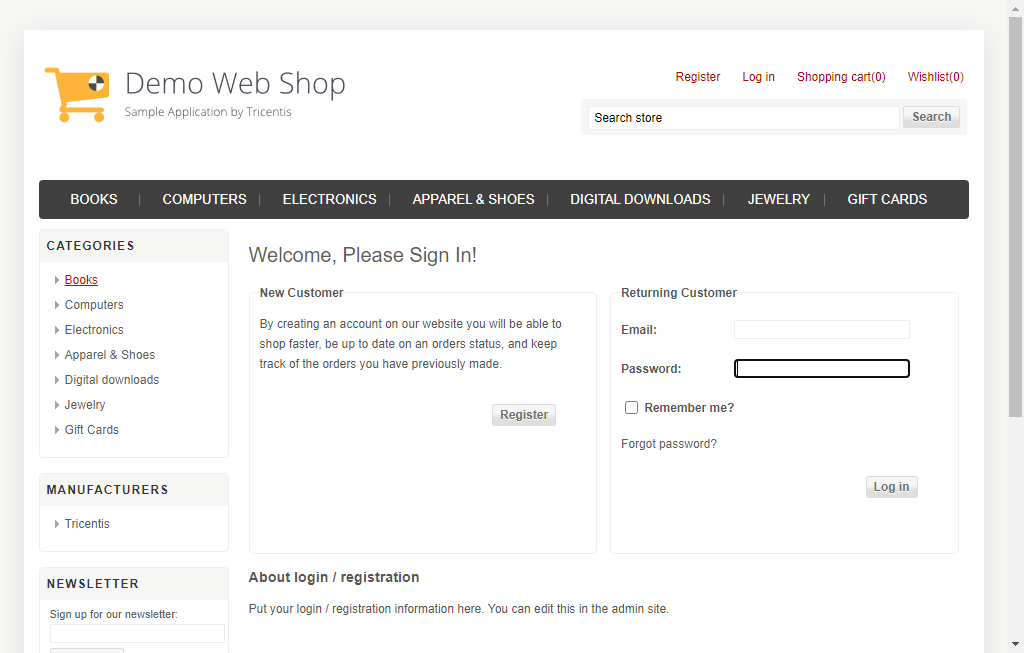 Demo Web Shop
Sample Application by Tricentis
Register Log in Shopping cart(0) Wishlist(0)
Search store Search
BOOKS COMPUTERS ELECTRONICS APPAREL & SHOES DIGITAL DOWNLOADS JEWELRY GIFT CARDS
CATEGORIES
Books
Computers
Electronics
Apparel & Shoes
Digital downloads
Jewelry
Gift Cards
MANUFACTURERS
Tricentis
NEWSLETTER
Sign up for our newsletter:
Welcome, Please Sign In!
New Customer
By creating an account on our website you will be able to
shop faster, be up to date on an orders status, and keep
track of the orders you have previously made.
Register
Returning Customer
Email:
Password:
Remember me?
Forgot password?
Log in
About login / registration
Put your login / registration information here. You can edit this in the admin site.